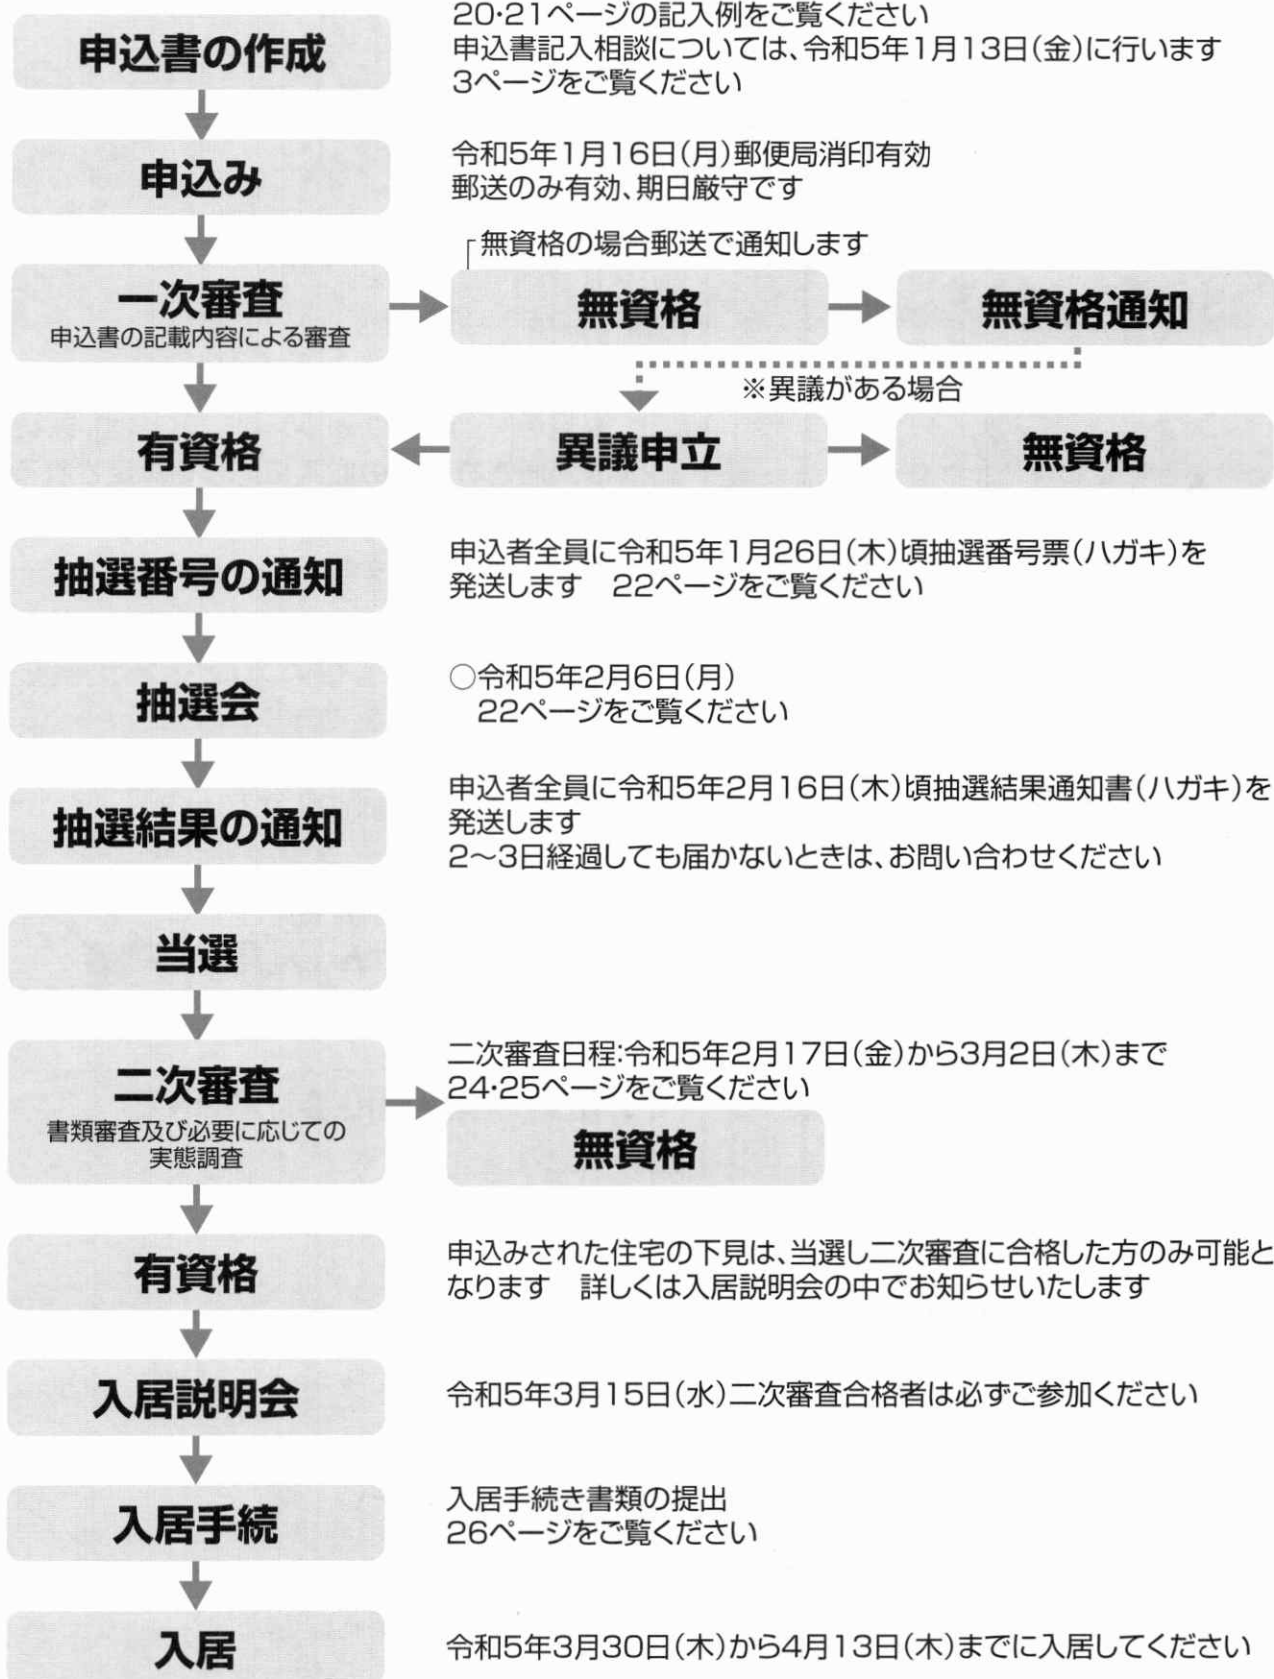 20・21ページの記入例をご覧ください
申込書の作成
申込書記入相談については、令和5年1月13日(金)に行います
3ページをご覧ください
申込み
令和5年1月16日(月)郵便局消印有効
郵送のみ有効、期日厳守です
無資格の場合郵送で通知します
一次審査
申込書の記載内容による審査
無資格
無資格通知
※異議がある場合
有資格
異議申立
無資格
抽選番号の通知
申込者全員に令和5年1月26日(木)頃抽選番号票(ハガキ)を
発送します　22ページをご覧ください
抽選会
○令和5年2月6日(月)
22ページをご覧ください
抽選結果の通知
申込者全員に令和5年2月16日(木)頃抽選結果通知書(ハガキ)を
発送します
2〜3日経過しても届かないときは、お問い合わせください
当選
二次審査
書類審査及び必要に応じての
実態調査
二次審査日程:令和5年2月17日(金)から3月2日(木)まで
24・25ページをご覧ください
無資格
有資格
申込みされた住宅の下見は、当選し二次審査に合格した方のみ可能と
なります　詳しくは入居説明会の中でお知らせいたします
入居説明会
令和5年3月15日(水)二次審査合格者は必ずご参加ください
入居手続
入居手続き書類の提出
26ページをご覧ください
入居
令和5年3月30日(木)から4月13日(木)までに入居してください